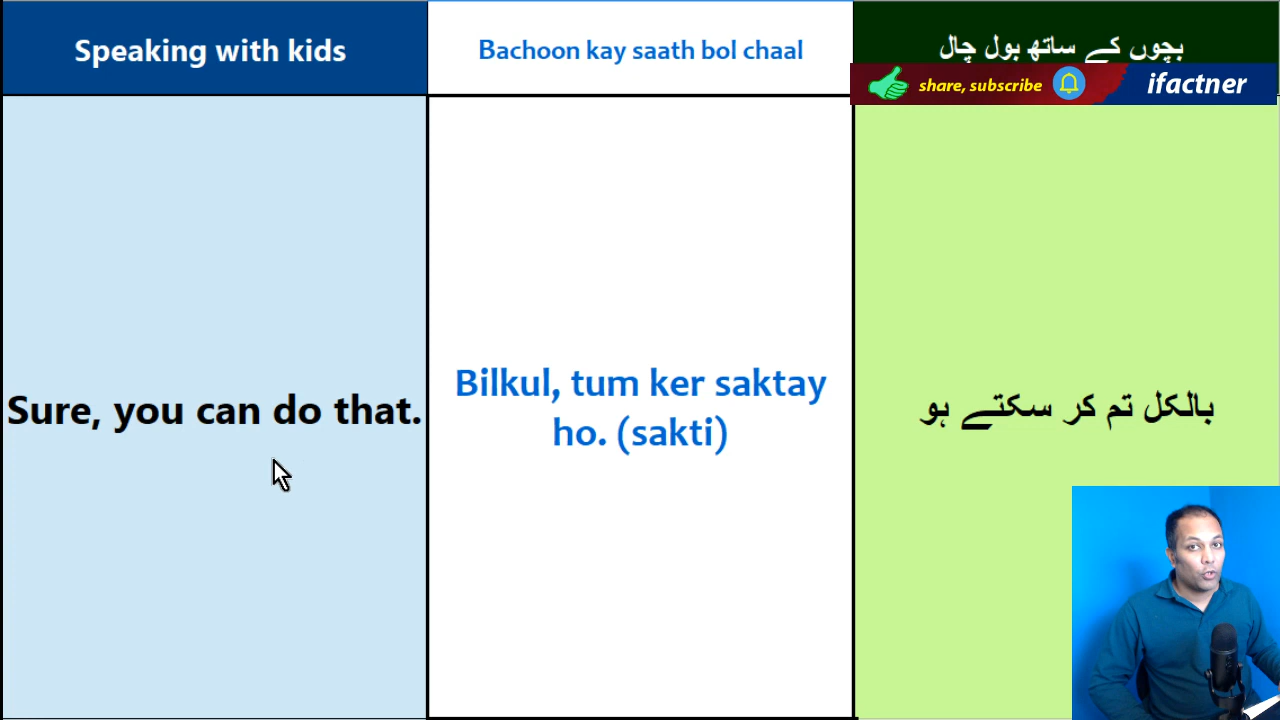 Speaking with kids
Bachoon kay saath bol chaal
بچوں کے ساتھ بول چال
share, subscribe
ifactner
Sure, you can do that.
Bilkul, tum ker saktay
ho. (sakti)
بالکل تم کر سکتے ہو